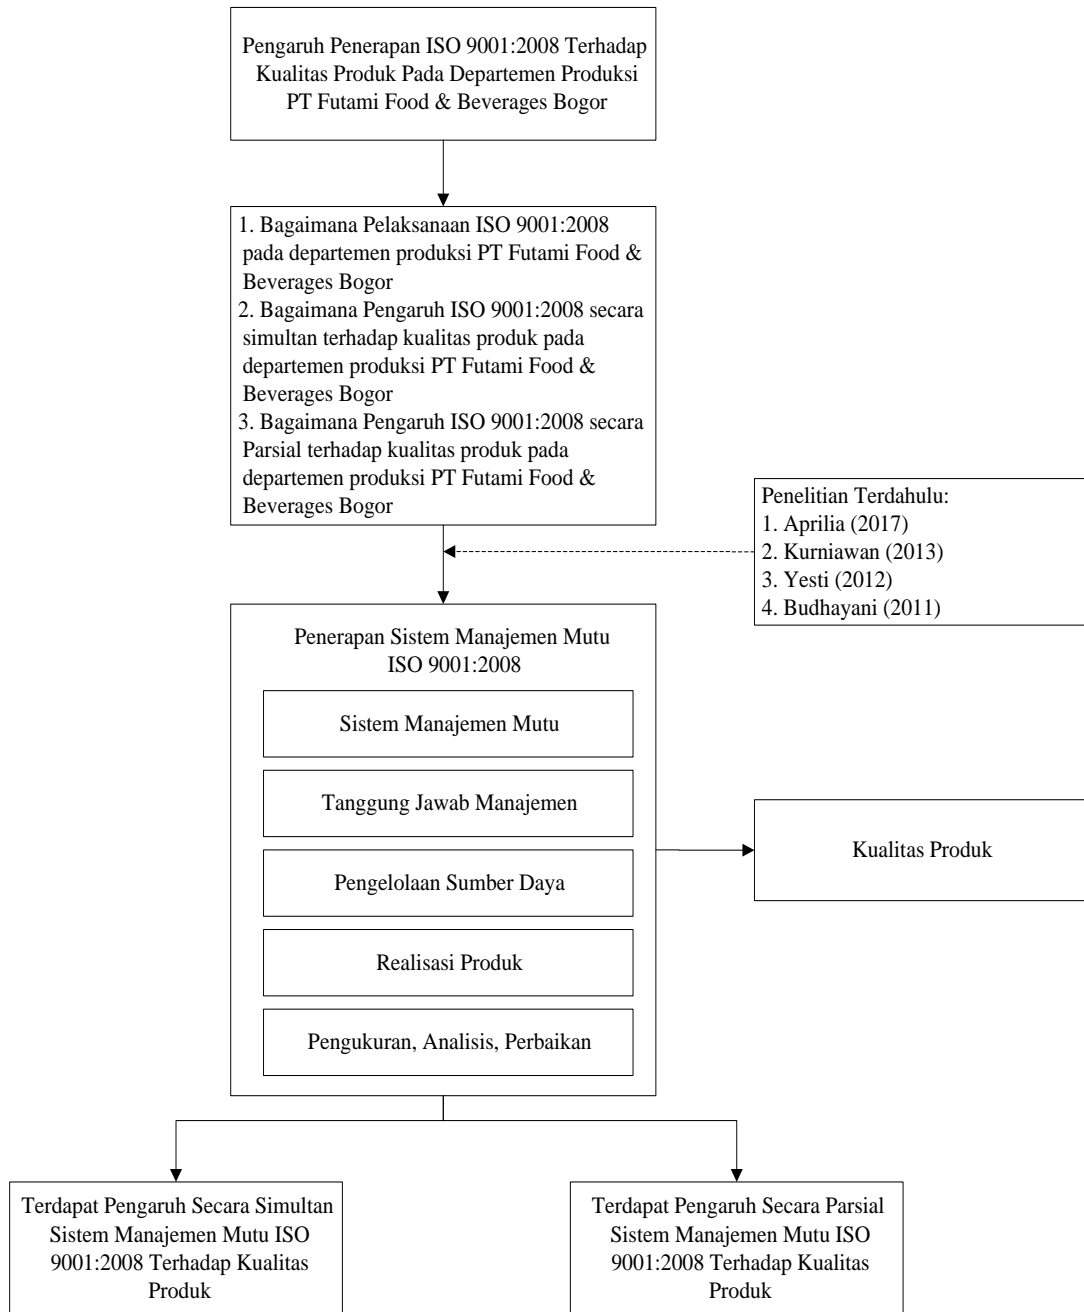 Pengaruh Penerapan ISO 9001:2008 Terhadap
Kualitas Produk Pada Departemen Produksi
PT Futami Food & Beverages Bogor
1. Bagaimana Pelaksanaan ISO 9001:2008
pada departemen produksi PT Futami Food &
Beverages Bogor
2. Bagaimana Pengaruh ISO 9001:2008 secara
simultan terhadap kualitas produk pada
departemen produksi PT Futami Food &
Beverages Bogor
3. Bagaimana Pengaruh ISO 9001:2008 secara
Parsial terhadap kualitas produk pada
departemen produksi PT Futami Food &
Beverages Bogor
Penelitian Terdahulu:
1. Aprilia (2017)
2. Kurniawan (2013)
3. Yesti (2012)
4. Budhayani (2011)
Penerapan Sistem Manajemen Mutu
ISO 9001:2008
Sistem Manajemen Mutu
Tanggung Jawab Manajemen
Pengelolaan Sumber Daya
Realisasi Produk
Pengukuran, Analisis, Perbaikan
Kualitas Produk
Terdapat Pengaruh Secara Simultan
Sistem Manajemen Mutu ISO
9001:2008 Terhadap Kualitas
Produk
Terdapat Pengaruh Secara Parsial
Sistem Manajemen Mutu ISO
9001:2008 Terhadap Kualitas
Produk